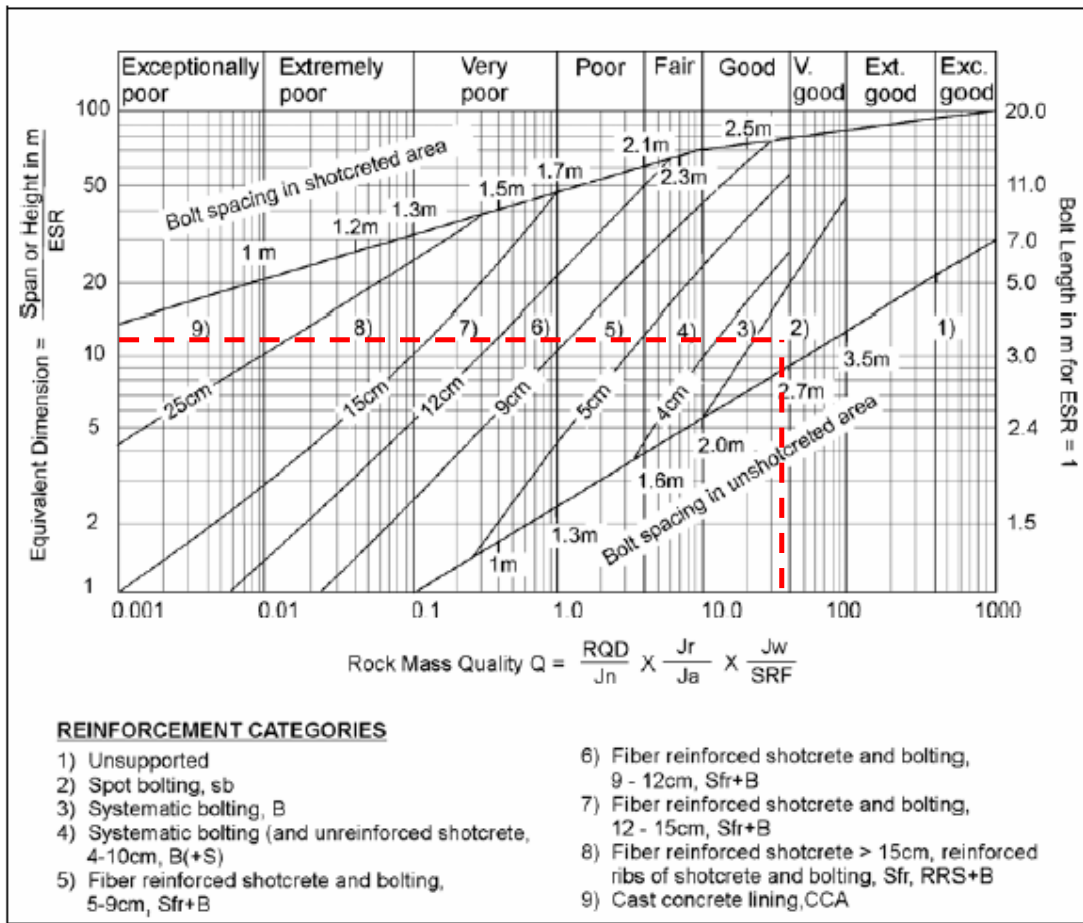 Exceptionally poor
Extremely poor
Very poor
Poor
Fair
Good
V. good
Ext. good
Exc. good
100
50
20
10
5
2
1
20.0
11.0
7.0
5.0
3.0
2.4
1.5
Equivalent Dimension = Span or Height in m
ESR
Bolt Length in m for ESR = 1
Bolt spacing in shotcreted area
1 m
1.2m
1.3m
1.5m
1.7m
2.1m
2.3m
2.5m
9)
8)
7)
6)
5)
4)
3)
2)
1)
25cm
15cm
12cm
9cm
5cm
4cm
3.5m
2.7m
2.0m
1.6m
1.3m
1m
Bolt spacing in unshotcreted area
0.001
0.01
0.1
1.0
10.0
100
1000
Rock Mass Quality Q = RQD X Jr X Jw
Jn Ja SRF
REINFORCEMENT CATEGORIES
1) Unsupported
2) Spot bolting, sb
3) Systematic bolting, B
4) Systematic bolting (and unreinforced shotcrete,
4-10cm, B(+S)
5) Fiber reinforced shotcrete and bolting,
5-9cm, Sfr+B
6) Fiber reinforced shotcrete and bolting,
9 - 12cm, Sfr+B
7) Fiber reinforced shotcrete and bolting,
12 - 15cm, Sfr+B
8) Fiber reinforced shotcrete > 15cm, reinforced
ribs of shotcrete and bolting, Sfr, RRS+B
9) Cast concrete lining,CCA